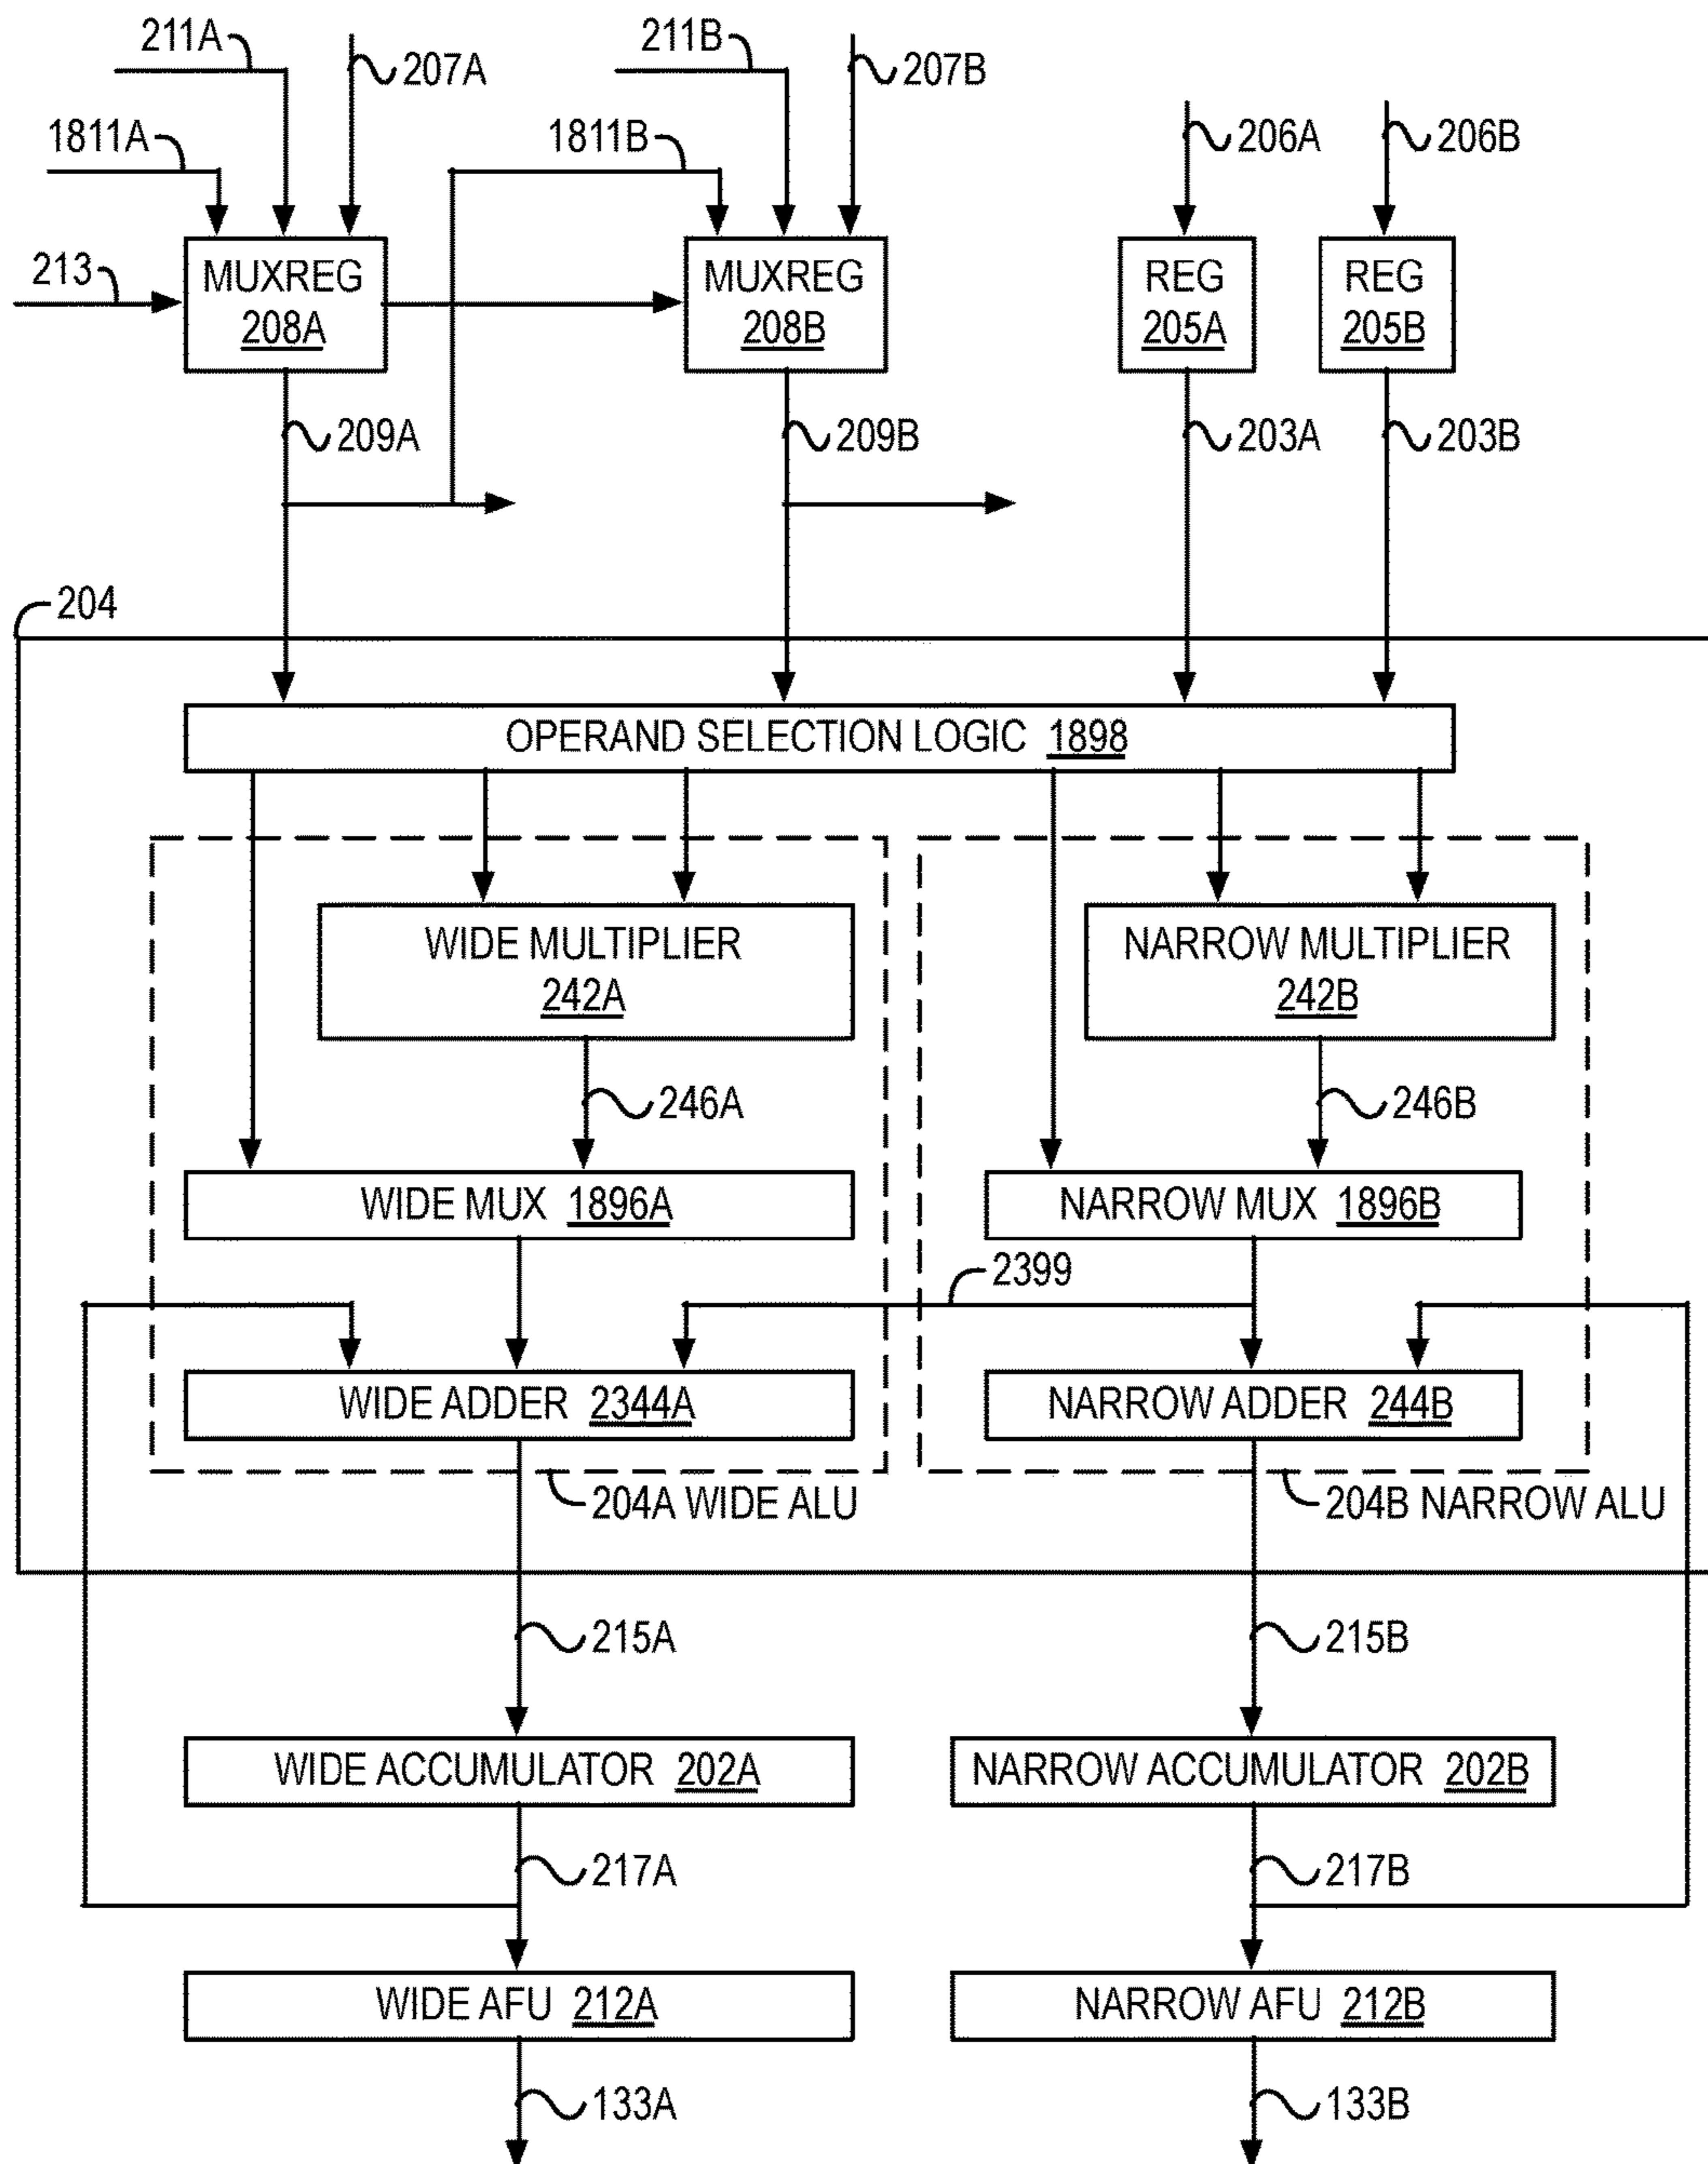 211A
207A
211B
207B
1811A
1811B
206A
206B
213
MUXREG
208A
MUXREG
208B
REG
205A
REG
205B
209A
209B
203A
203B
204
OPERAND SELECTION LOGIC 1898
WIDE MULTIPLIER
242A
NARROW MULTIPLIER
242B
246A
246B
WIDE MUX 1896A
NARROW MUX 1896B
2399
WIDE ADDER 2344A
NARROW ADDER 244B
204A WIDE ALU
204B NARROW ALU
215A
215B
WIDE ACCUMULATOR 202A
NARROW ACCUMULATOR 202B
217A
217B
WIDE AFU 212A
NARROW AFU 212B
133A
133B